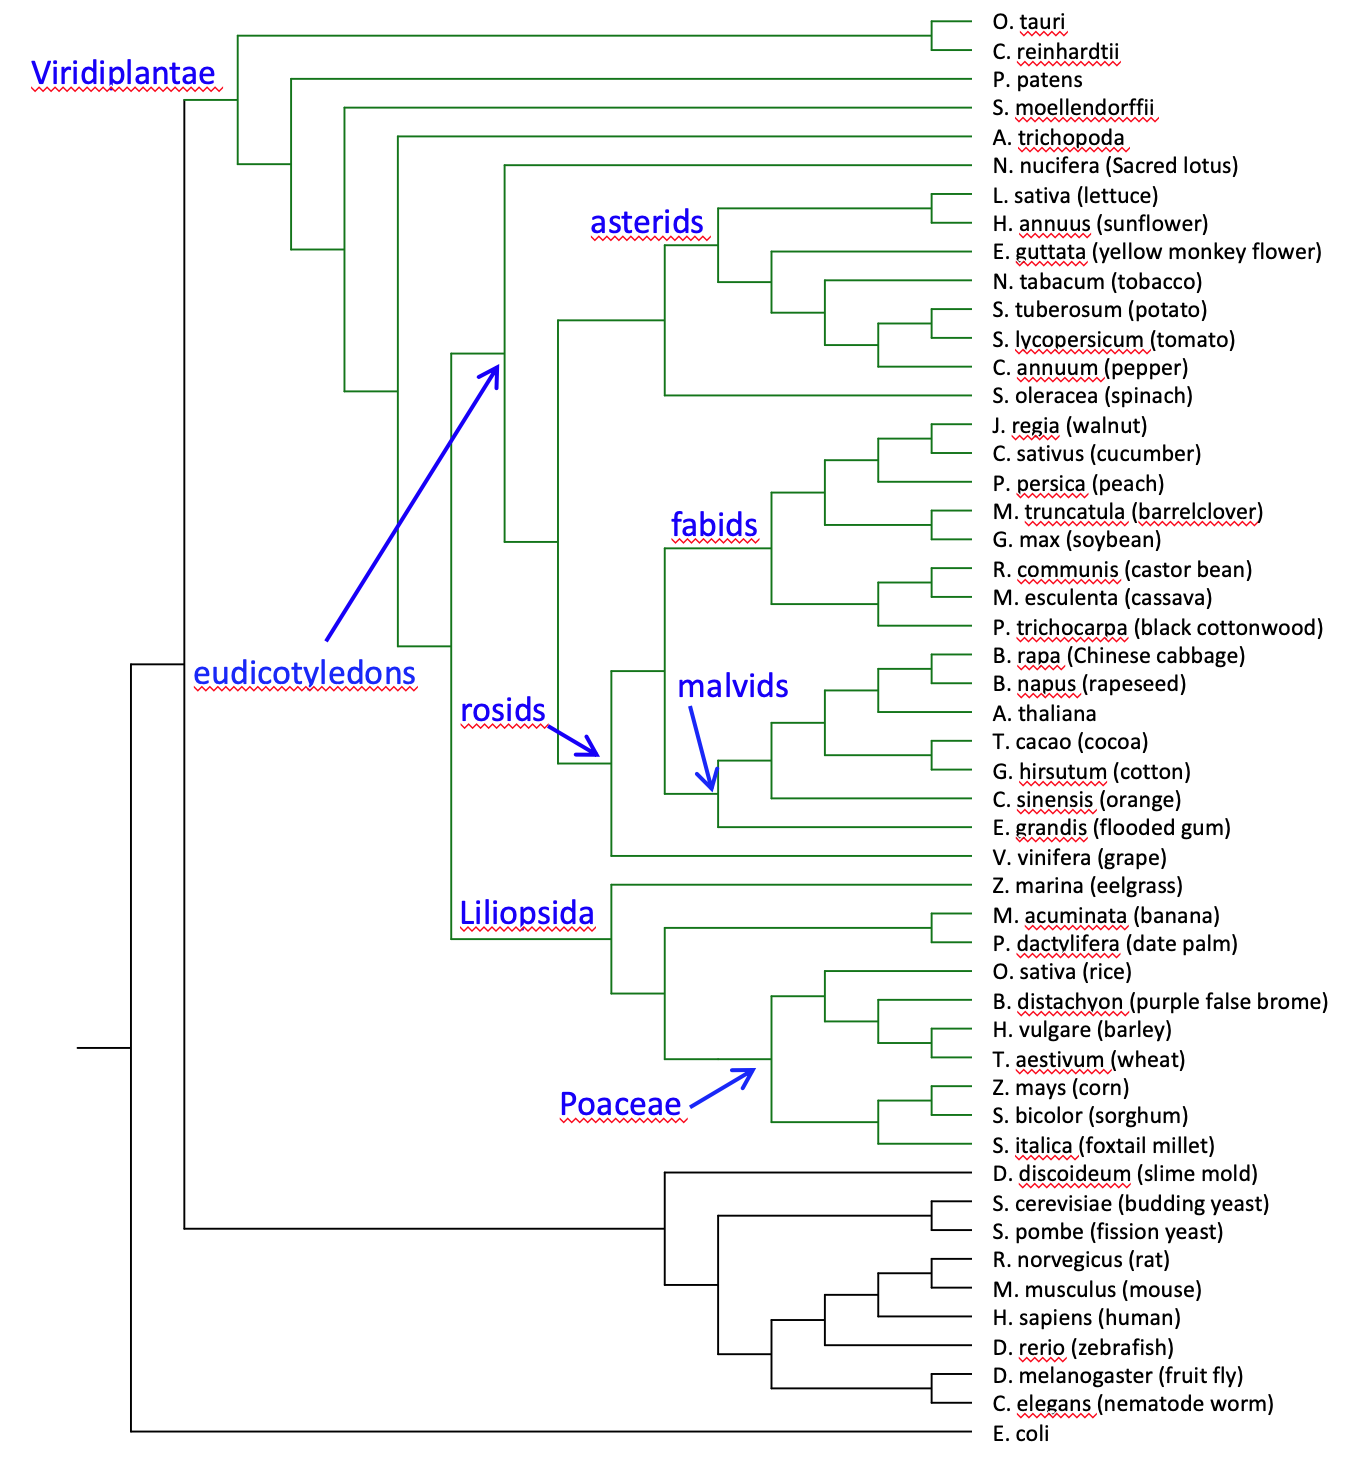 O. tauri
C. reinhardtii
Viridiplantae
P. patens
S. moellendorffii
A. trichopoda
N. nucifera (Sacred lotus)
L. sativa (lettuce)
asterids
H. annuus (sunflower)
E. guttata (yellow monkey flower)
N. tabacum (tobacco)
S. tuberosum (potato)
S. lycopersicum (tomato)
C. annuum (pepper)
S. oleracea (spinach)
J. regia (walnut)
C. sativus (cucumber)
P. persica (peach)
M. truncatula (barrelclover)
fabids
G. max (soybean)
R. communis (castor bean)
M. esculenta (cassava)
P. trichocarpa (black cottonwood)
B. rapa (Chinese cabbage)
eudicotyledons
malvids
B. napus (rapeseed)
rosids
A. thaliana
T. cacao (cocoa)
G. hirsutum (cotton)
C. sinensis (orange)
E. grandis (flooded gum)
V. vinifera (grape)
Z. marina (eelgrass)
Liliopsida
M. acuminata (banana)
P. dactylifera (date palm)
O. sativa (rice)
B. distachyon (purple false brome)
H. vulgare (barley)
T. aestivum (wheat)
Z. mays (corn)
Poaceae
S. bicolor (sorghum)
S. italica (foxtail millet)
D. discoideum (slime mold)
S. cerevisiae (budding yeast)
S. pombe (fission yeast)
R. norvegicus (rat)
M. musculus (mouse)
H. sapiens (human)
D. rerio (zebrafish)
D. melanogaster (fruit fly)
C. elegans (nematode worm)
E. coli